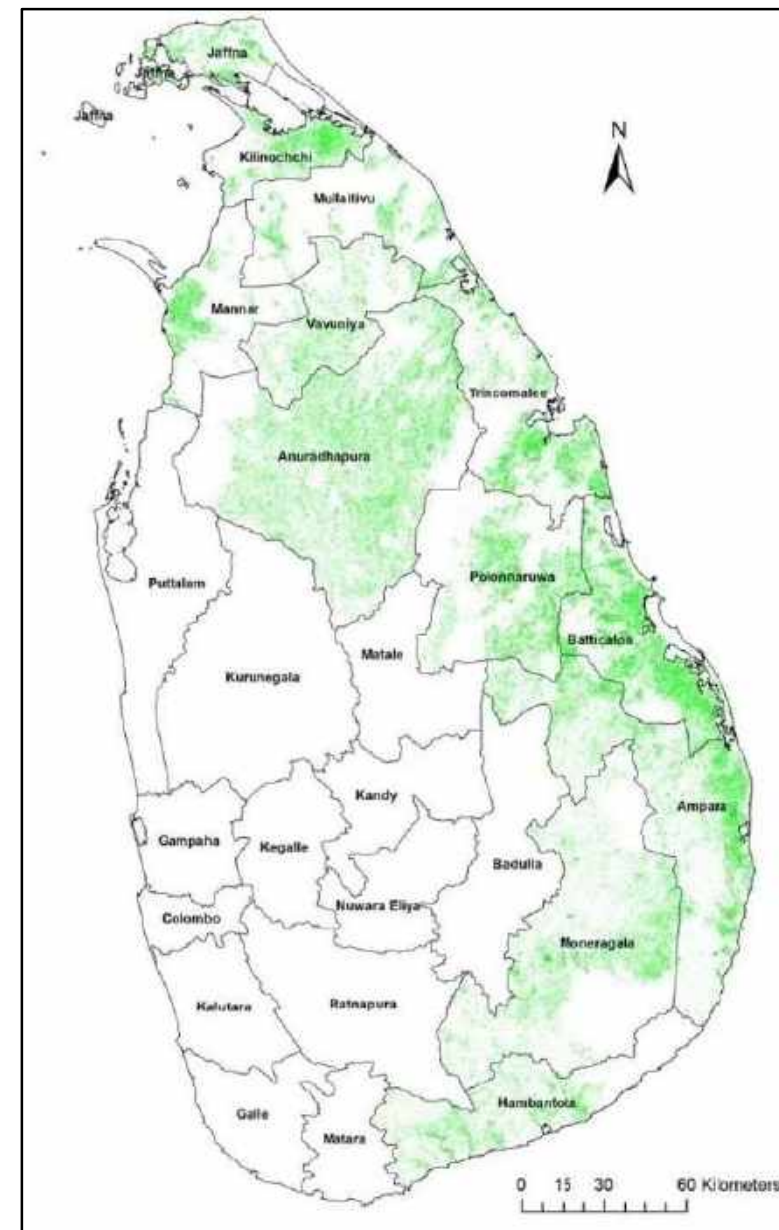 Jaffna
Jaffna
Jaffna
N
Kilinochchi
Mullaitivu
Mannar
Vavuniya
Trincomalee
Anuradhapura
Puttalam
Polonnaruwa
Batticaloa
Matale
Kurunegala
Kandy
Ampara
Gampaha
Kegalle
Badulla
Nuwara Eliya
Colombo
Moneragala
Kalutara
Ratnapura
Hambantota
Galle
Matara
0 15 30 60 Kilometers